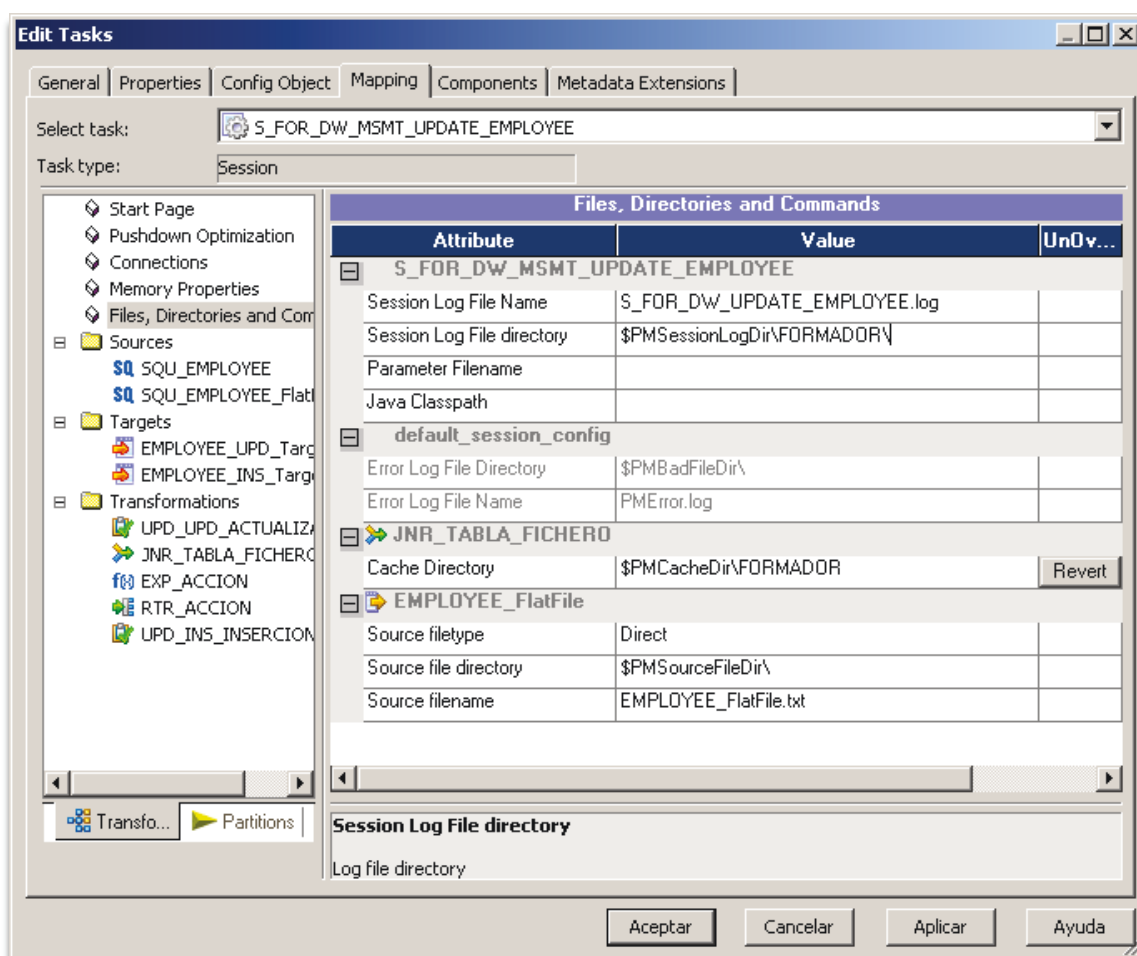 Edit Tasks
General Properties Config Object Mapping Components Metadata Extensions
Select task: S_FOR_DW_MSMT_UPDATE_EMPLOYEE
Task type: Session
Start Page
Pushdown Optimization
Connections
Memory Properties
Files, Directories and Com
Sources
SQ SQU_EMPLOYEE
SQ SQU_EMPLOYEE_Flatl
Targets
EMPLOYEE_UPD_Targ
EMPLOYEE_INS_Targ
Transformations
UPD_UPD_ACTUALIZA
JNR_TABLA_FICHERO
f(x) EXP_ACCION
RTR_ACCION
UPD_INS_INSERCION
Transfo... Partitions
Files, Directories and Commands
Attribute Value UnOv...
S_FOR_DW_MSMT_UPDATE_EMPLOYEE
Session Log File Name S_FOR_DW_UPDATE_EMPLOYEE.log
Session Log File directory $PMSessionLogDir\FORMADOR\
Parameter Filename
Java Classpath
default_session_config
Error Log File Directory $PMBadFileDir\
Error Log File Name PMError.log
JNR_TABLA_FICHERO
Cache Directory $PMCacheDir\FORMADOR Revert
EMPLOYEE_FlatFile
Source filetype Direct
Source file directory $PMSourceFileDir\
Source filename EMPLOYEE_FlatFile.txt
Session Log File directory
Log file directory
Aceptar Cancelar Aplicar Ayuda